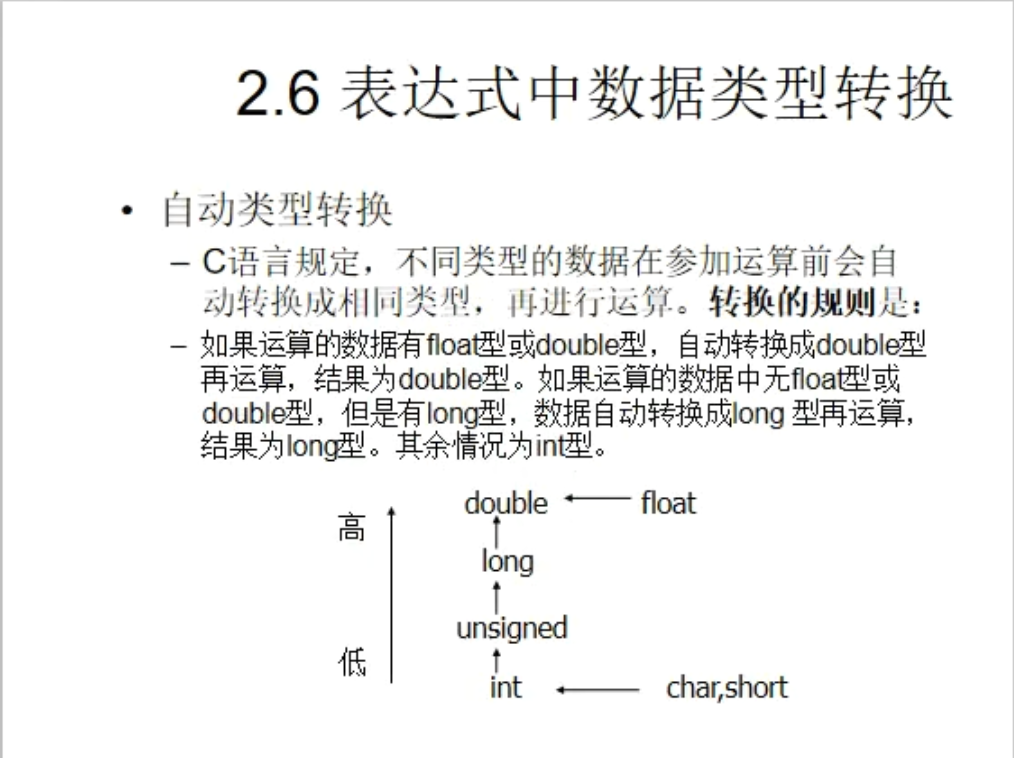 2.6 表达式中数据类型转换
• 自动类型转换
– C语言规定，不同类型的数据在参加运算前会自
动转换成相同类型，再进行运算。转换的规则是：
– 如果运算的数据有float型或double型，自动转换成double型
再运算，结果为double型。如果运算的数据中无float型或
double型，但是有long型，数据自动转换成long 型再运算，
结果为long型。其余情况为int型。
double float
高
long
unsigned
低
int char,short